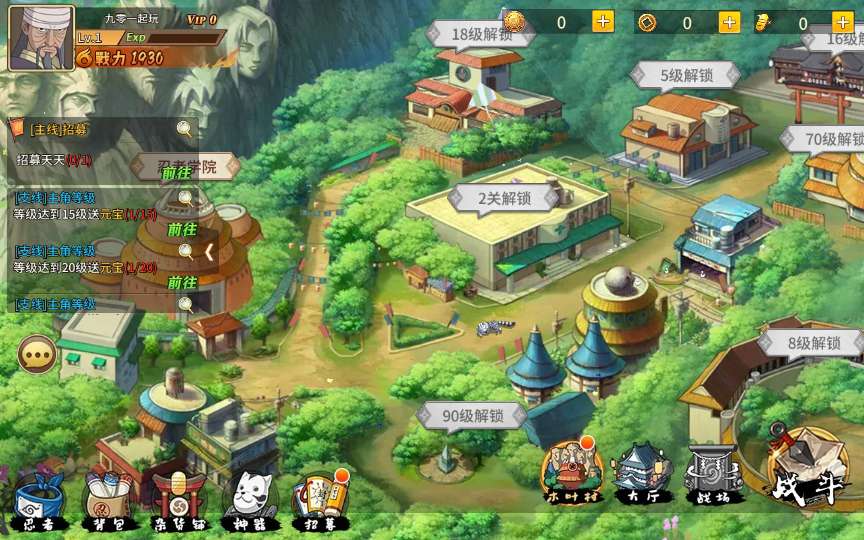 九零一起玩 VIP 0
Lv.1 Exp
戰力 1930
0
0
0
18级解锁
5级解锁
70级解锁
[主线]招募
招募天天(0/1)
前往
忍者学院
[支线]主角等级
等级达到15级送元宝(1/15)
前往
[支线]主角等级
等级达到20级送元宝(1/20)
前往
[支线]主角等级
2关解锁
8级解锁
90级解锁
忍者
背包
杂货铺
神器
招募
木叶村
大厅
战场
战斗